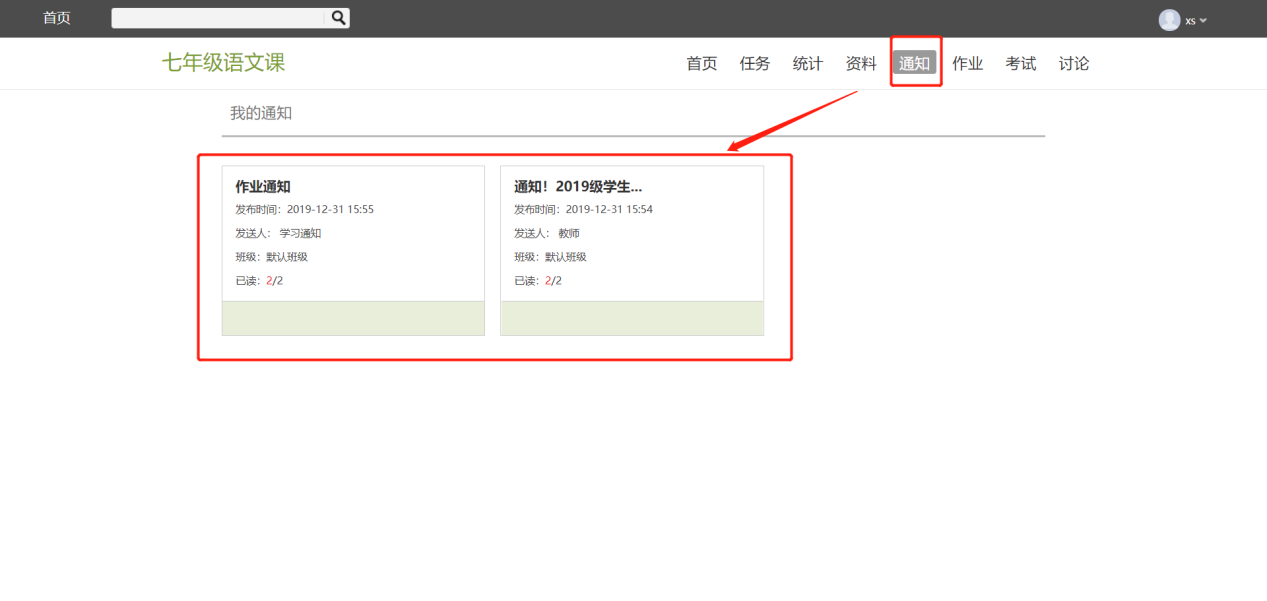 首页
xs
七年级语文课
首页 任务 统计 资料 通知 作业 考试 讨论
我的通知
作业通知
发布时间：2019-12-31 15:55
发送人： 学习通知
班级：默认班级
已读：2/2
通知！2019级学生...
发布时间：2019-12-31 15:54
发送人： 教师
班级：默认班级
已读：2/2